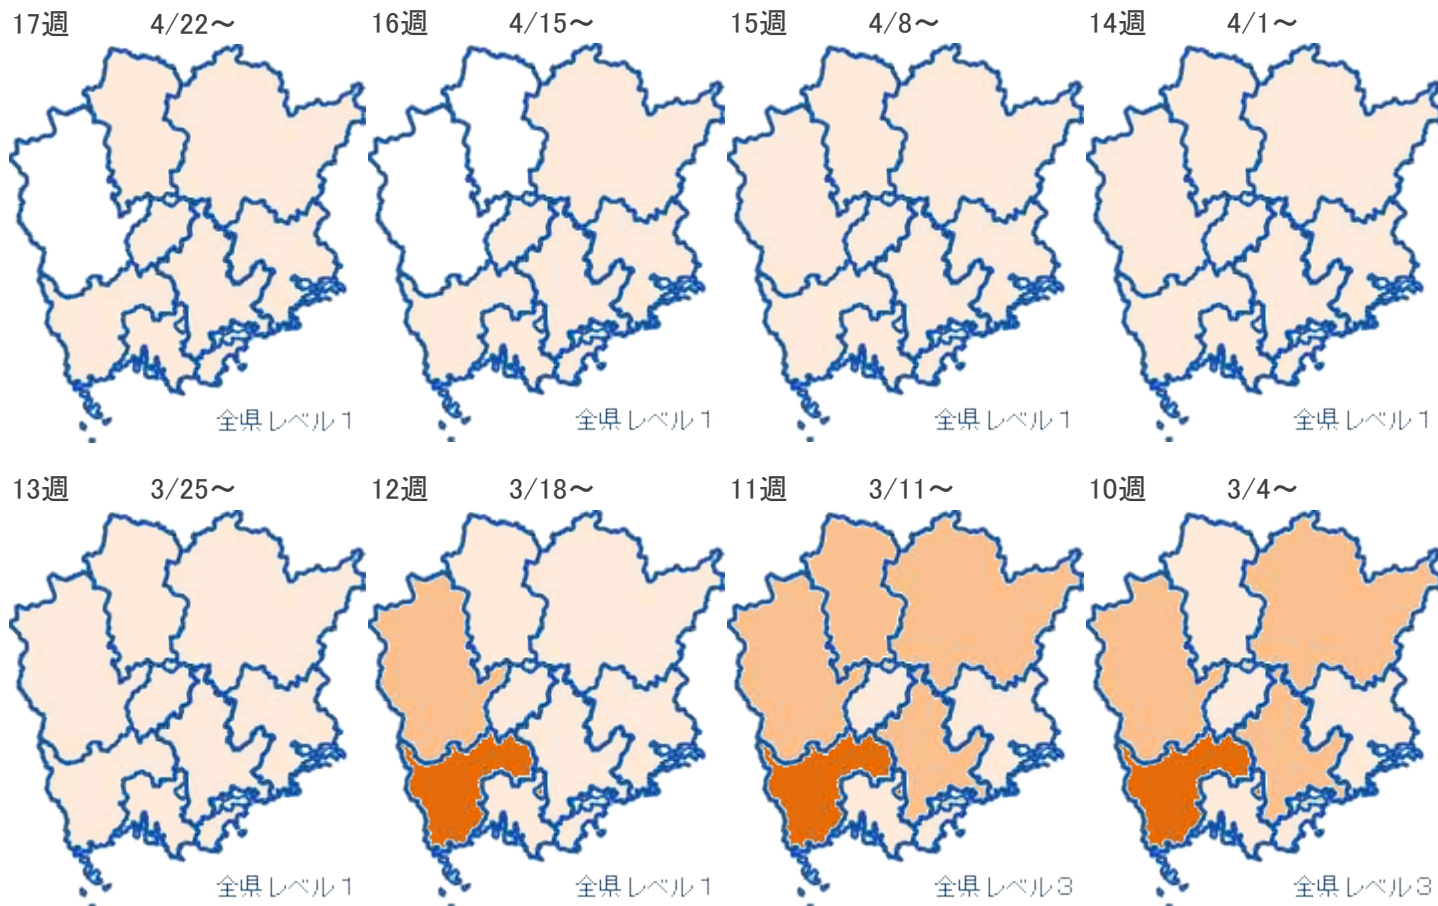 17週 4/22～
16週 4/15～
15週 4/8～
14週 4/1～
全県レベル1
全県レベル1
全県レベル1
全県レベル1
13週 3/25～
12週 3/18～
11週 3/11～
10週 3/4～
全県レベル1
全県レベル1
全県レベル3
全県レベル3